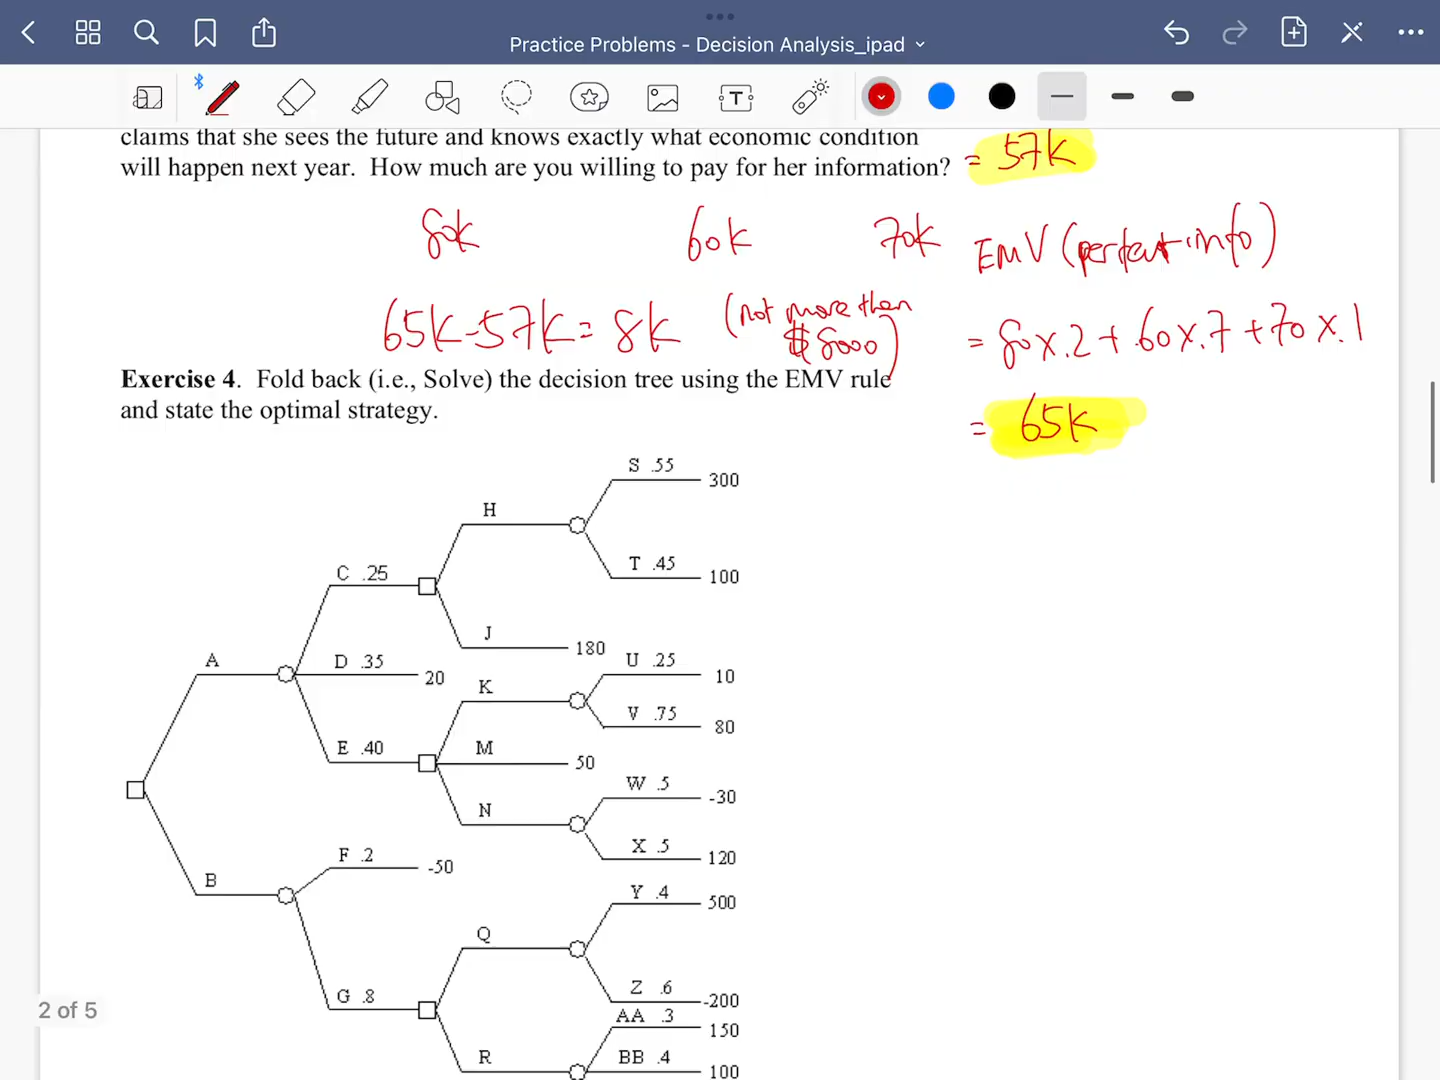 Practice Problems - Decision Analysis_ipad
claims that she sees the future and knows exactly what economic condition
will happen next year. How much are you willing to pay for her information?
= 57K
80K 60K 70K
EMV (perfect info)
65K-57K = 8K (not more than $8000)
= 80x.2 + 60x.7 + 70x.1
= 65K
Exercise 4. Fold back (i.e., Solve) the decision tree using the EMV rule
and state the optimal strategy.
S .55
300
H
T .45
100
C .25
J
180
A
D .35
20
U .25
10
K
V .75
80
E .40
M
50
W .5
-30
N
X .5
120
F .2
-50
B
Y .4
500
Q
Z .6
-200
G .8
AA .3
150
R
BB .4
100
2 of 5